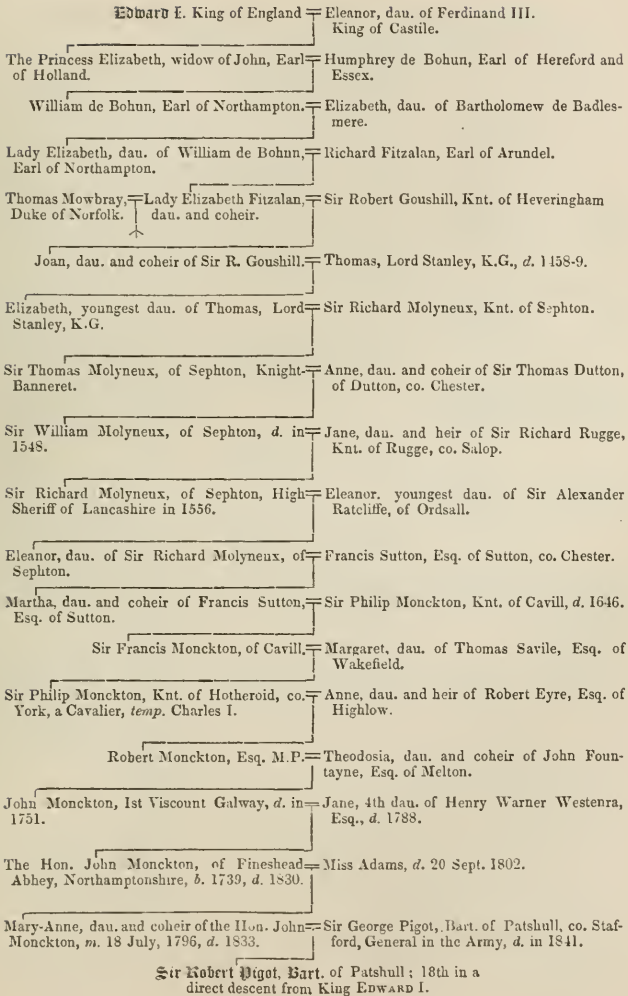 Edward I. King of England = Eleanor, dau. of Ferdinand III.
King of Castile.
The Princess Elizabeth, widow of John, Earl = Humphrey de Bohun, Earl of Hereford and
of Holland. Essex.
William de Bohun, Earl of Northampton. = Elizabeth, dau. of Bartholomew de Badles-
mere.
Lady Elizabeth, dau. of William de Bohun, = Richard Fitzalan, Earl of Arundel.
Earl of Northampton.
Thomas Mowbray, = Lady Elizabeth Fitzalan, = Sir Robert Goushill, Knt. of Heveringham
Duke of Norfolk. dau. and coheir.
Joan, dau. and coheir of Sir R. Goushill. = Thomas, Lord Stanley, K.G., d. 1458-9.
Elizabeth, youngest dau. of Thomas, Lord = Sir Richard Molyneux, Knt. of Sephton.
Stanley, K.G.
Sir Thomas Molyneux, of Sephton, Knight- = Anne, dau. and coheir of Sir Thomas Dutton,
Banneret. of Dutton, co. Chester.
Sir William Molyneux, of Sephton, d. in = Jane, dau. and heir of Sir Richard Rugge,
1548. Knt. of Rugge, co. Salop.
Sir Richard Molyneux, of Sephton, High = Eleanor. youngest dau. of Sir Alexander
Sheriff of Lancashire in 1556. Ratcliffe, of Ordsall.
Eleanor, dau. of Sir Richard Molyneux, of = Francis Sutton, Esq. of Sutton, co. Chester.
Sephton.
Martha, dau. and coheir of Francis Sutton, = Sir Philip Monckton, Knt. of Cavill, d. 1646.
Esq. of Sutton.
Sir Francis Monckton, of Cavill. = Margaret, dau. of Thomas Savile, Esq. of
Wakefield.
Sir Philip Monckton, Knt. of Hotheroid, co. = Anne, dau. and heir of Robert Eyre, Esq. of
York, a Cavalier, temp. Charles I. Highlow.
Robert Monckton, Esq. M.P. = Theodosia, dau. and coheir of John Foun-
tayne, Esq. of Melton.
John Monckton, 1st Viscount Galway, d. in = Jane, 4th dau. of Henry Warner Westenra,
1751. Esq., d. 1788.
The Hon. John Monckton, of Fineshead = Miss Adams, d. 20 Sept. 1802.
Abhey, Northamptonshire, b. 1739, d. 1830.
Mary-Anne, dau. and coheir of the Hon. John = Sir George Pigot, Bart. of Patshull, co. Staf-
Monckton, m. 18 July, 1796, d. 1833. ford, General in the Army, d. in 1841.
Sir Robert Pigot, Bart. of Patshull; 18th in a
direct descent from King EDWARD I.